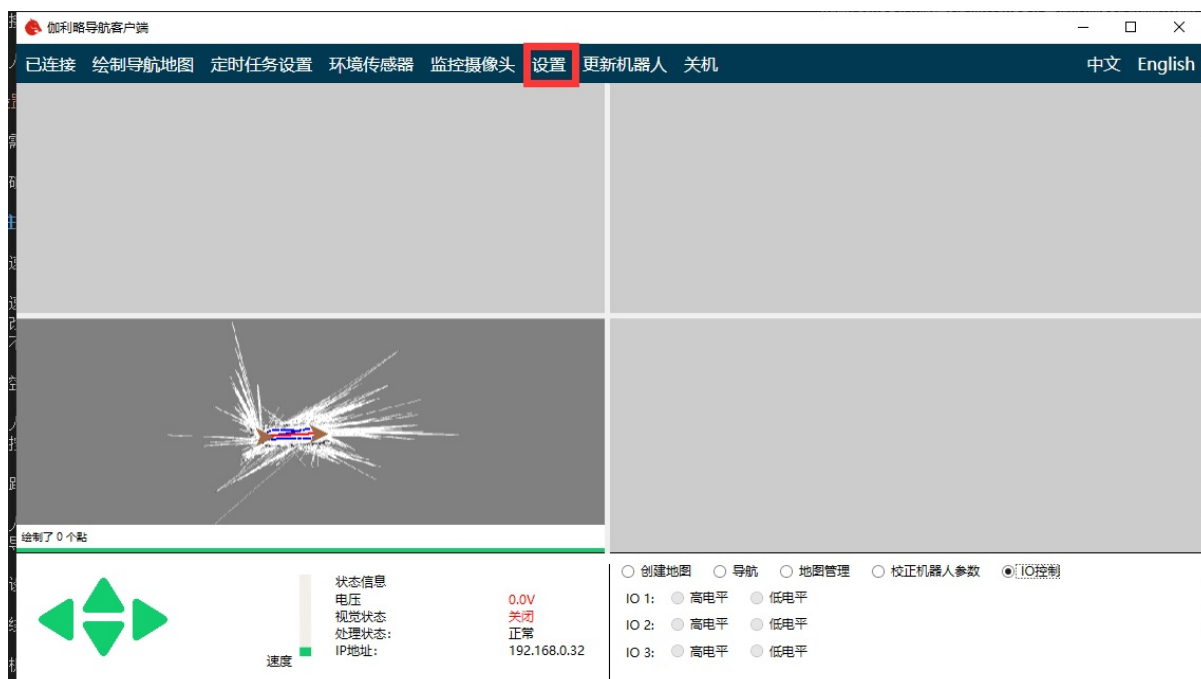 伽利略导航客户端
已连接 绘制导航地图 定时任务设置 环境传感器 监控摄像头 设置 更新机器人 关机 中文 English
绘制了 0 个點
状态信息
电压 0.0V
视觉状态 关闭
处理状态: 正常
IP地址: 192.168.0.32
速度
创建地图 导航 地图管理 校正机器人参数 IO控制
IO 1: 高电平 低电平
IO 2: 高电平 低电平
IO 3: 高电平 低电平